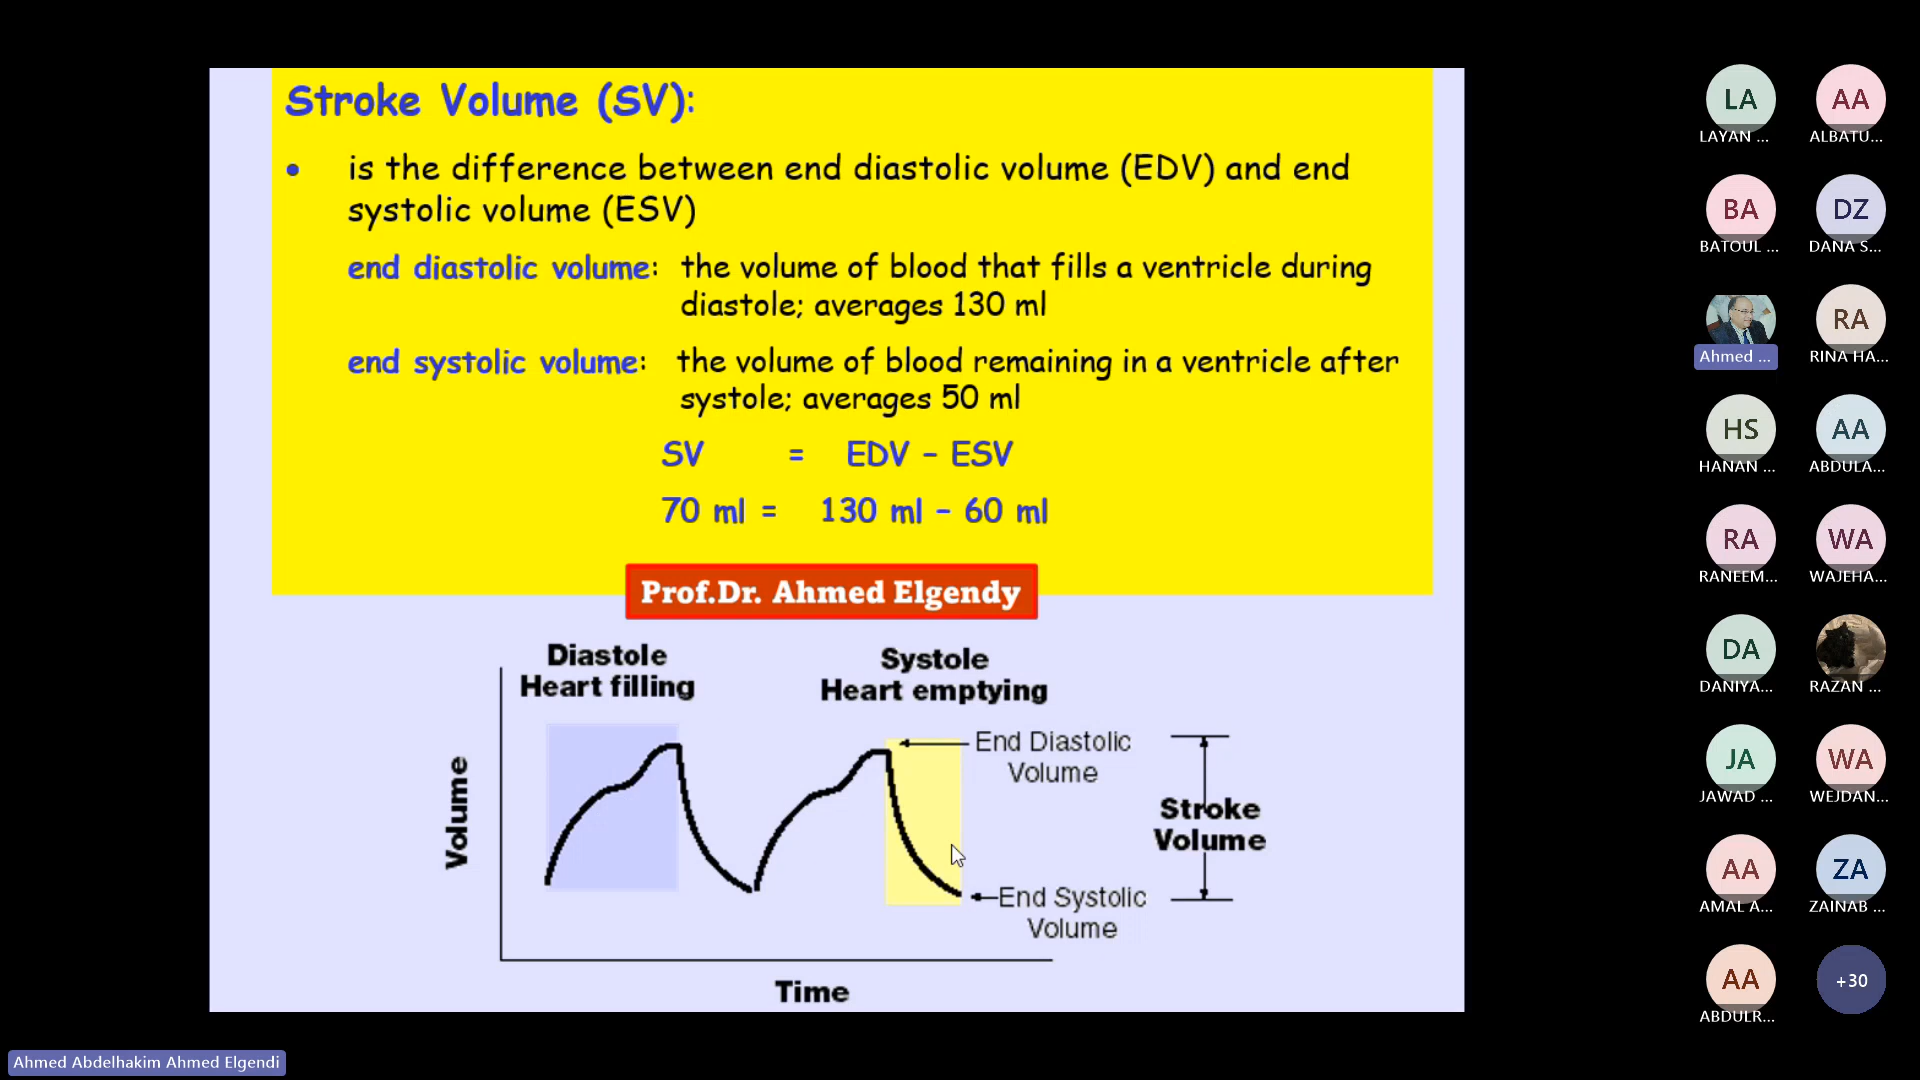 Stroke Volume (SV):
• is the difference between end diastolic volume (EDV) and end
systolic volume (ESV)
end diastolic volume: the volume of blood that fills a ventricle during
diastole; averages 130 ml
end systolic volume: the volume of blood remaining in a ventricle after
systole; averages 50 ml
SV = EDV - ESV
70 ml = 130 ml - 60 ml
Prof.Dr. Ahmed Elgendy
Diastole
Heart filling
Systole
Heart emptying
End Diastolic
Volume
Stroke
Volume
End Systolic
Volume
Volume
Time
LA
LAYAN ...
AA
ALBATU...
BA
BATOUL ...
DZ
DANA S...
Ahmed ...
RA
RINA HA...
HS
HANAN ...
AA
ABDULA...
RA
RANEEM...
WA
WAJEHA...
DA
DANIYA...
RAZAN ...
JA
JAWAD ...
WA
WEJDAN...
AA
AMAL A...
ZA
ZAINAB ...
AA
ABDULR...
+30
Ahmed Abdelhakim Ahmed Elgendi